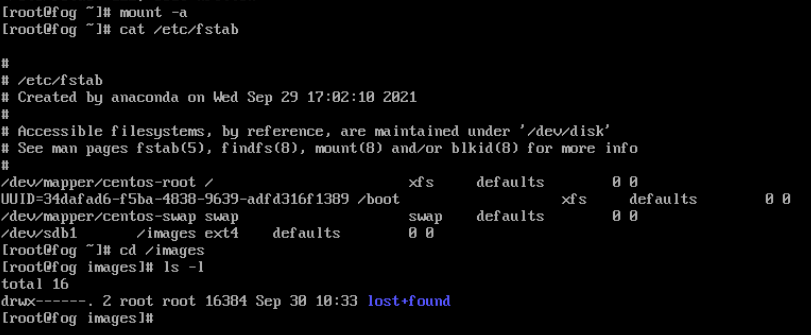 [root@fog ~]# mount -a
[root@fog ~]# cat /etc/fstab
#
# /etc/fstab
# Created by anaconda on Wed Sep 29 17:02:10 2021
#
# Accessible filesystems, by reference, are maintained under '/dev/disk'
# See man pages fstab(5), findfs(8), mount(8) and/or blkid(8) for more info
#
/dev/mapper/centos-root / xfs defaults 0 0
UUID=34dafad6-f5ba-4838-9639-adfd316f1389 /boot xfs defaults 0 0
/dev/mapper/centos-swap swap swap defaults 0 0
/dev/sdb1 /images ext4 defaults 0 0
[root@fog ~]# cd /images
[root@fog images]# ls -l
total 16
drwx------. 2 root root 16384 Sep 30 10:33 lost+found
[root@fog images]#